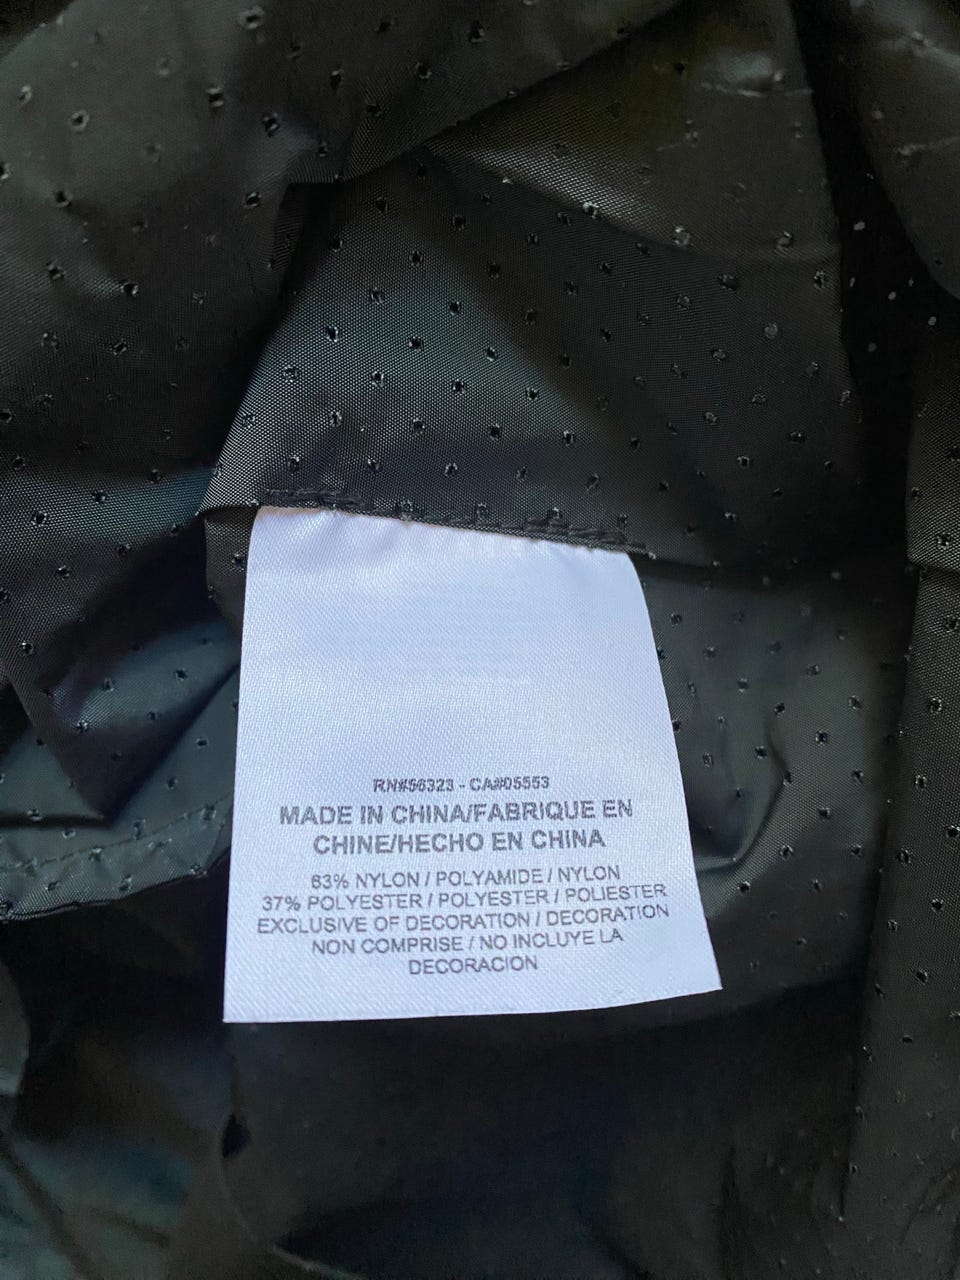 RN#56323 - CA#05553
MADE IN CHINA/FABRIQUE EN
CHINE/HECHO EN CHINA
63% NYLON / POLYAMIDE / NYLON
37% POLYESTER / POLYESTER / POLIESTER
EXCLUSIVE OF DECORATION / DECORATION
NON COMPRISE / NO INCLUYE LA
DECORACION